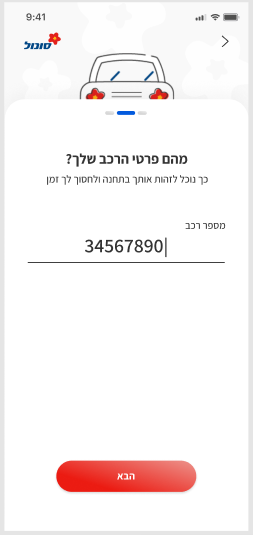 9:41
סונול
מהם פרטי הרכב שלך?
כך נוכל לזהות אותך בתחנה ולחסוך לך זמן
מספר רכב
34567890
הבא